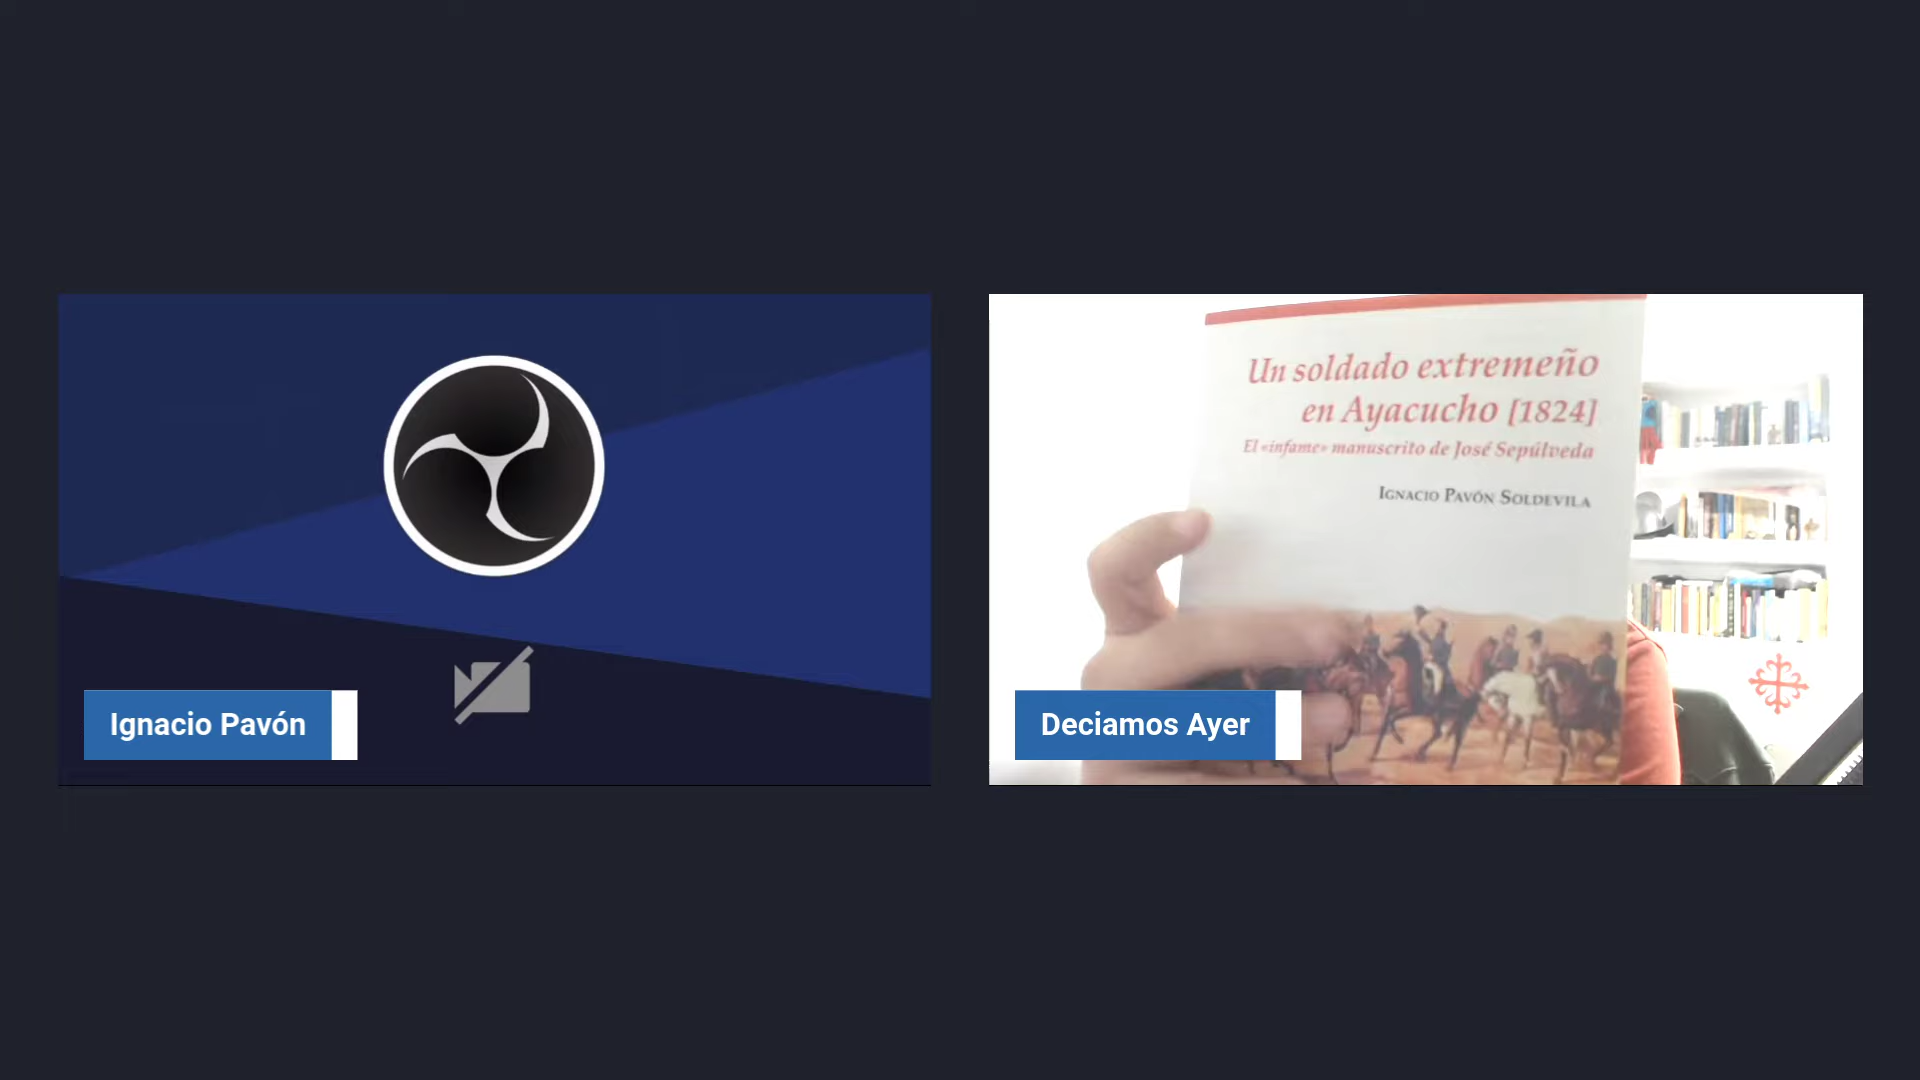 Un soldado extremeño
en Ayacucho [1824]
El «infame» manuscrito de José Sepúlveda
IGNACIO PAVÓN SOLDEVILA
Ignacio Pavón
Deciamos Ayer